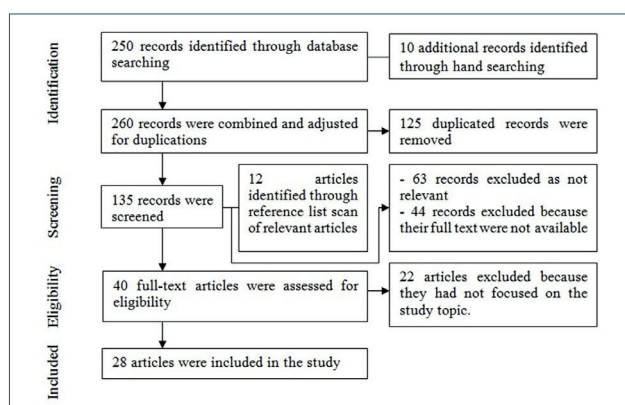 Identification
250 records identified through database
searching
10 additional records identified
through hand searching
260 records were combined and adjusted
for duplications
125 duplicated records were
removed
Screening
135 records were
screened
12 articles
identified through
reference list scan
of relevant articles
- 63 records excluded as not
relevant
- 44 records excluded because
their full text were not available
Eligibility
40 full-text articles were assessed for
eligibility
22 articles excluded because
they had not focused on the
study topic.
Included
28 articles were included in the study